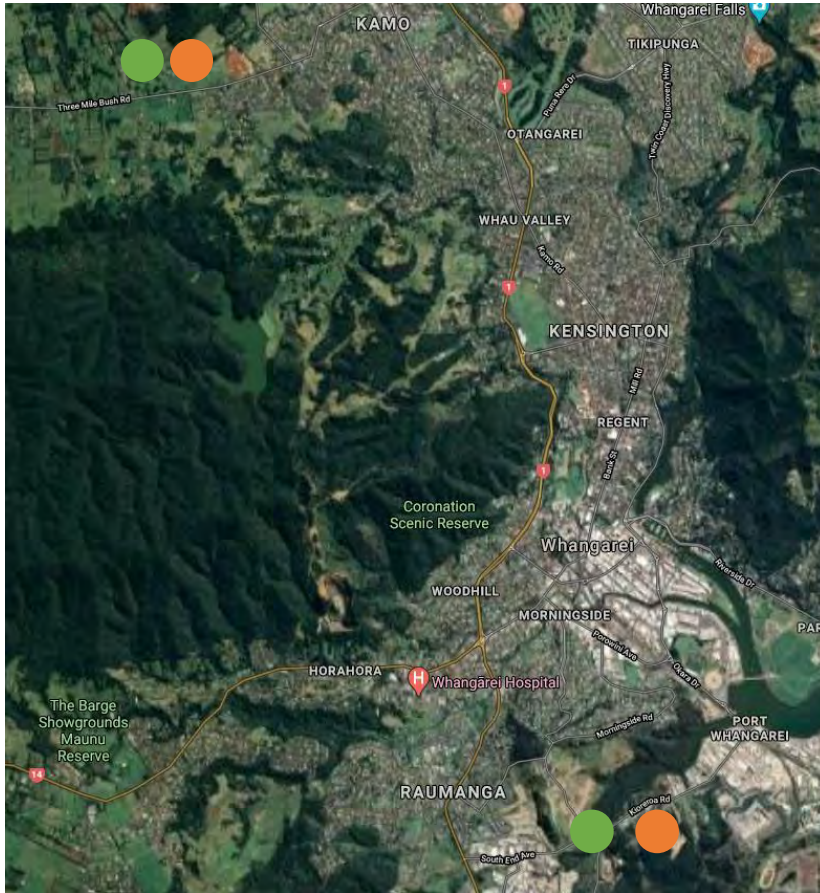 Whangarei Falls
KAMO
TIKIPUNGA
1
Puna Rere Dr
Three Mile Bush Rd
Twin Coast Discovery Hwy
OTANGAREI
WHAU VALLEY
Kamo Rd
1
KENSINGTON
Mill Rd
REGENT
Bank St
1
Coronation
Scenic Reserve
Whangarei
Riverside Dr
WOODHILL
MORNINGSIDE
PAR
Porowini Ave
HORAHORA
H
Whangārei Hospital
Okara Dr
The Barge
Showgrounds
Maunu
Reserve
Morningside Rd
PORT
WHANGAREI
14
RAUMANGA
Kioreroa Rd
South End Ave